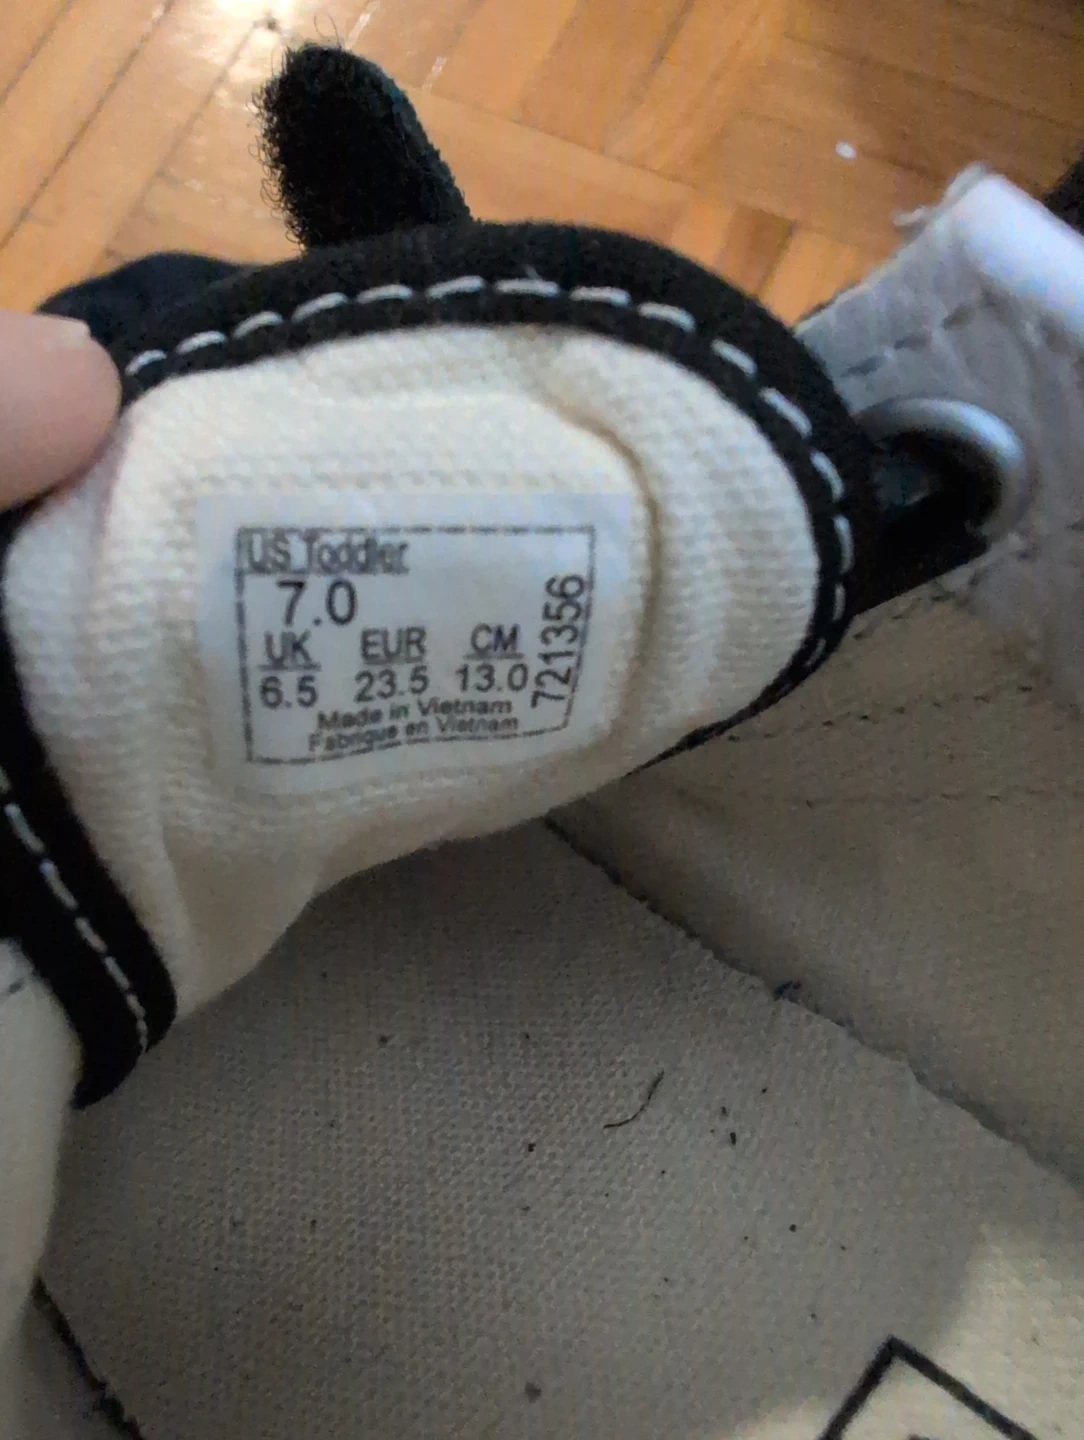 US Toddler
7.0
UK EUR CM
6.5 23.5 13.0
Made in Vietnam
Fabrique en Vietnam
721356